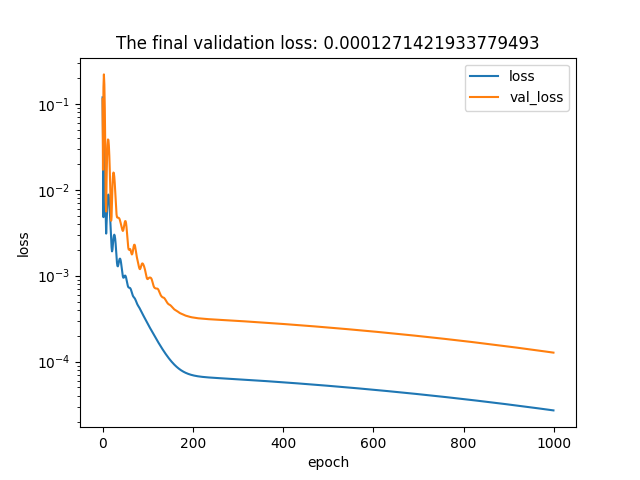 The final validation loss: 0.0001271421933779493
loss
val_loss
10⁻¹
10⁻²
10⁻³
10⁻⁴
loss
0 200 400 600 800 1000
epoch